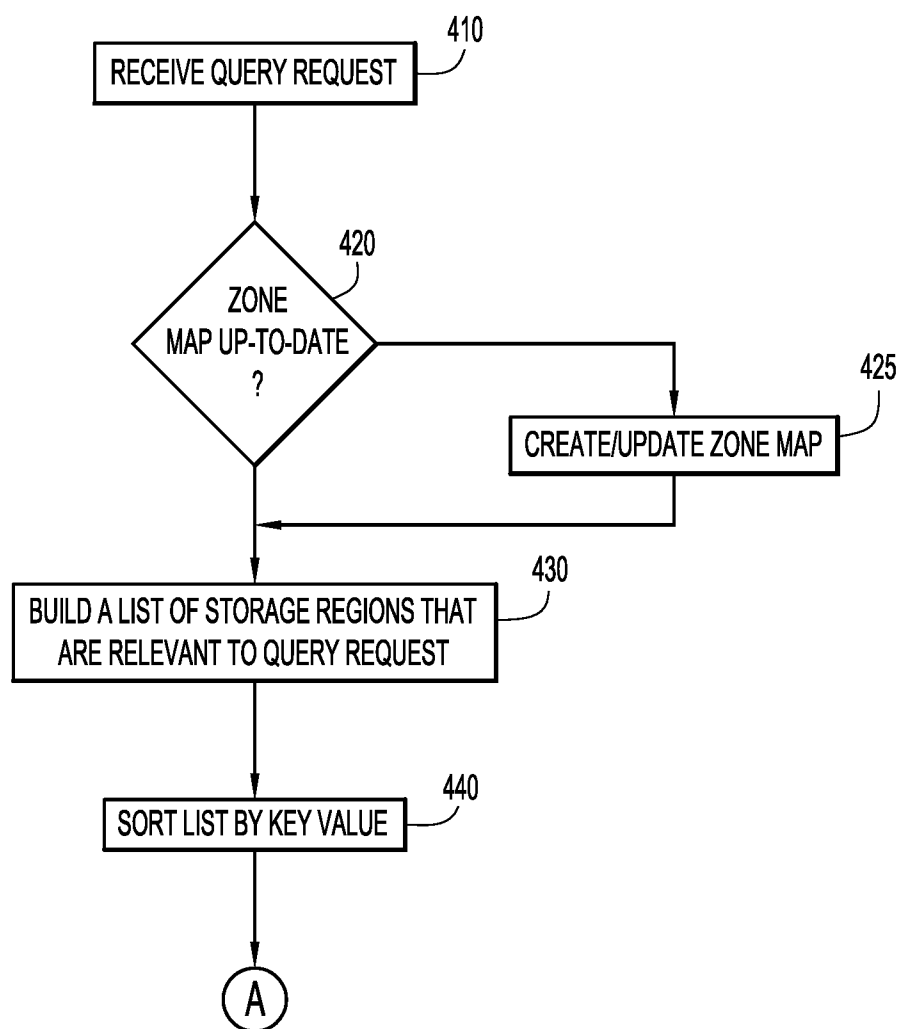 410
RECEIVE QUERY REQUEST
420
ZONE
MAP UP-TO-DATE
?
425
CREATE/UPDATE ZONE MAP
430
BUILD A LIST OF STORAGE REGIONS THAT
ARE RELEVANT TO QUERY REQUEST
440
SORT LIST BY KEY VALUE
A